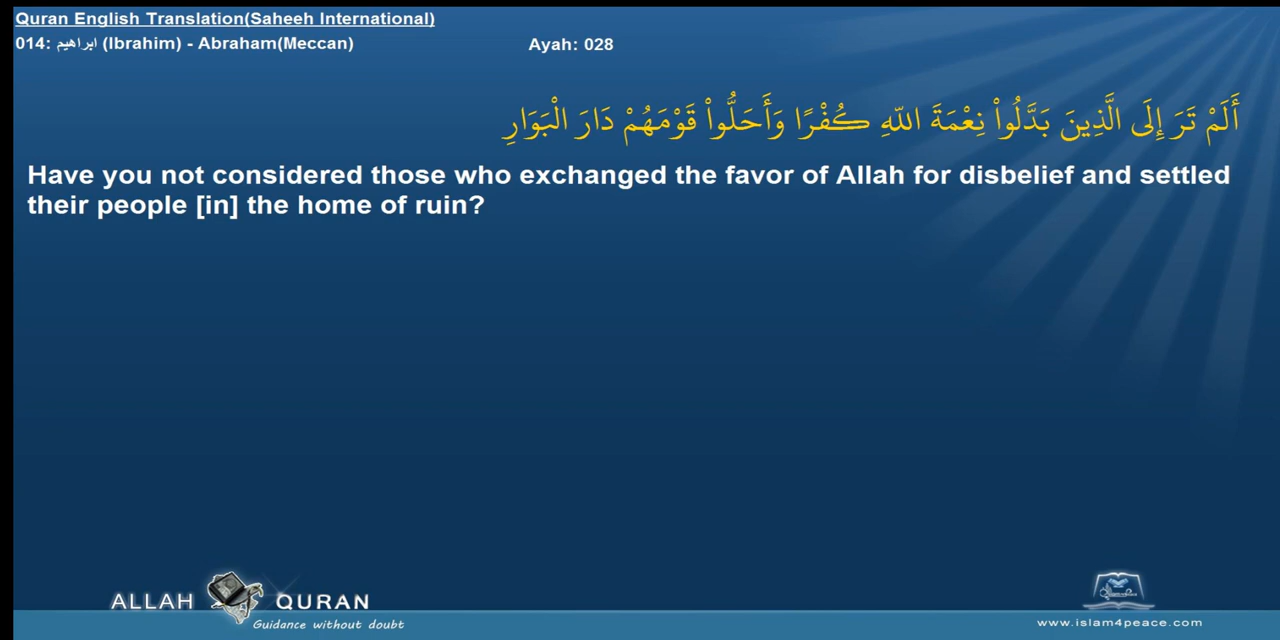 Quran English Translation(Saheeh International)
014: ابراهيم (Ibrahim) - Abraham(Meccan) Ayah: 028
أَلَمْ تَرَ إِلَى الَّذِينَ بَدَّلُواْ نِعْمَةَ اللّهِ كُفْرًا وَأَحَلُّواْ قَوْمَهُمْ دَارَ الْبَوَارِ
Have you not considered those who exchanged the favor of Allah for disbelief and settled
their people [in] the home of ruin?
ALLAH QURAN
Guidance without doubt
www.islam4peace.com